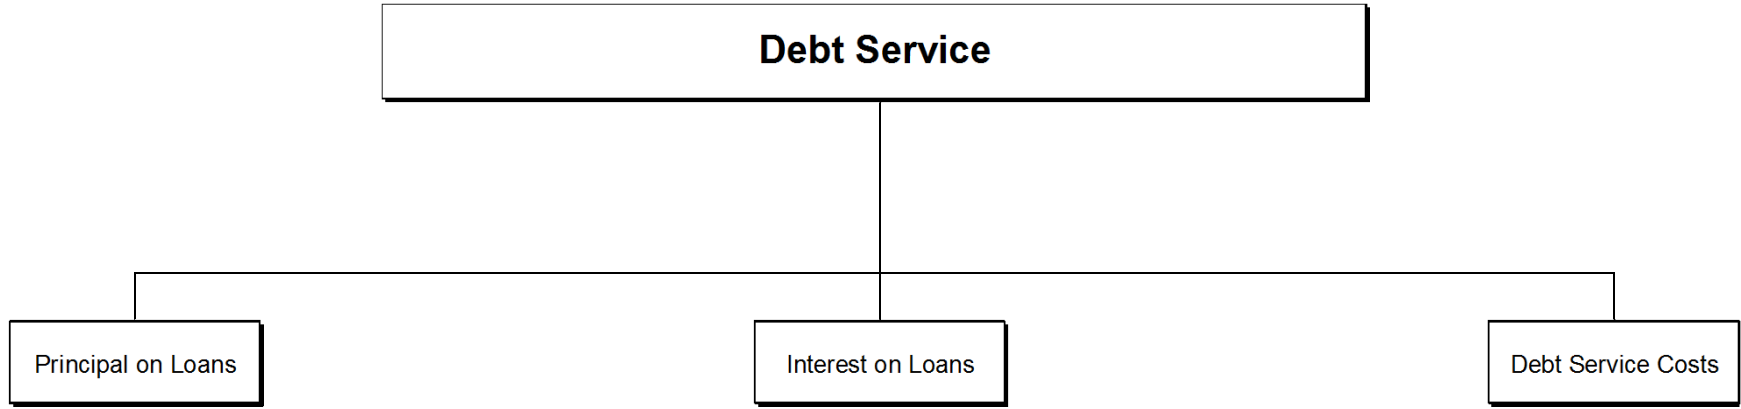 Debt Service
Principal on Loans
Interest on Loans
Debt Service Costs